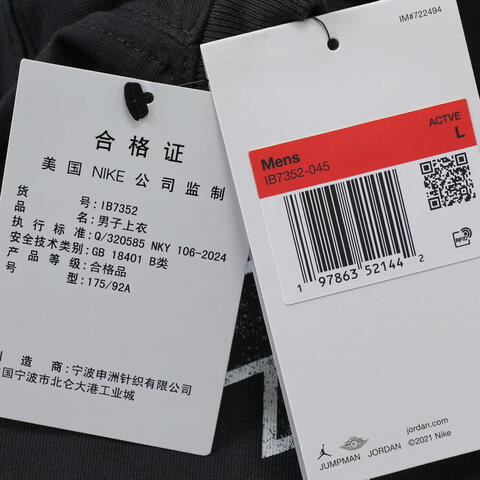 合格证
美国 NIKE 公司监制
货号:IB7352
品名:男子上衣
执行标准:Q/320585 NKY 106-2024
安全技术类别:GB 18401 B类
产品等级:合格品
号型:175/92A
制造商:宁波申洲针织有限公司
国宁波市北仑大港工业城
IM#722494
ACTVE
Mens L
IB7352-045
1 97863 52144 2
RFID
jordan.com
©2021 Nike
JUMPMAN JORDAN